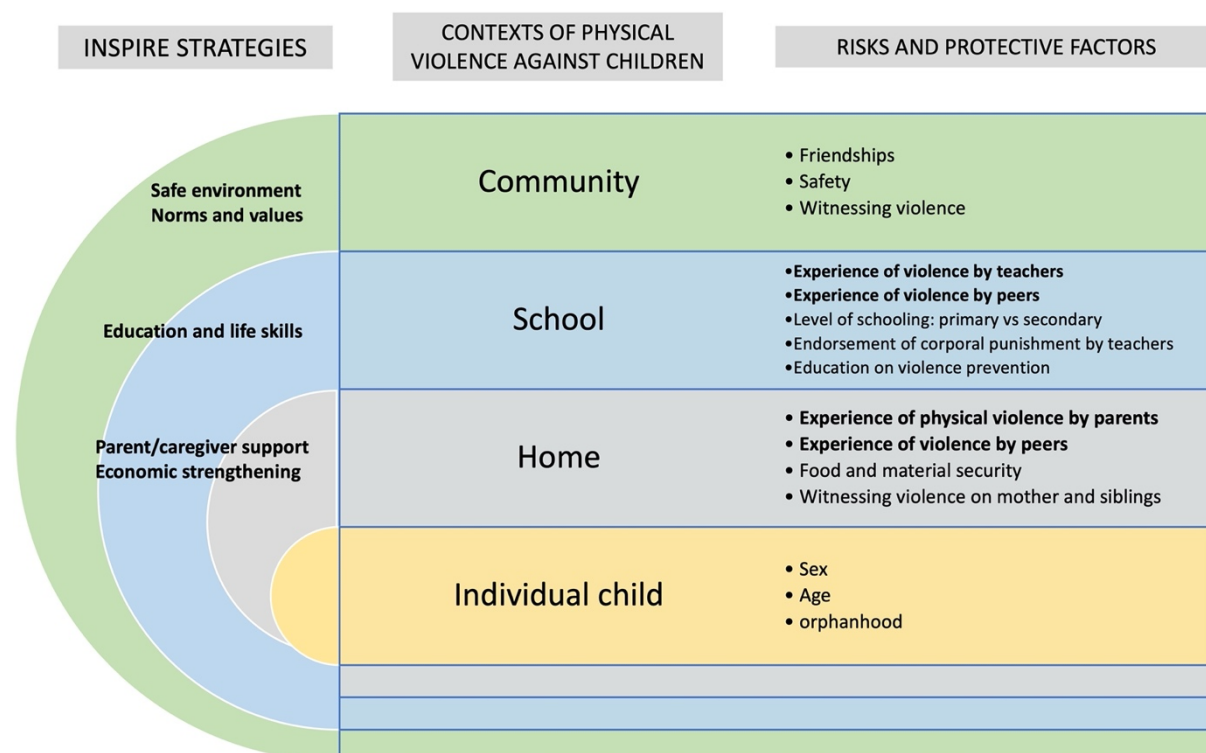 INSPIRE STRATEGIES
CONTEXTS OF PHYSICAL
VIOLENCE AGAINST CHILDREN
RISKS AND PROTECTIVE FACTORS
Safe environment
Norms and values
Community
• Friendships
• Safety
• Witnessing violence
Education and life skills
School
•Experience of violence by teachers
•Experience of violence by peers
•Level of schooling: primary vs secondary
•Endorsement of corporal punishment by teachers
•Education on violence prevention
Parent/caregiver support
Economic strengthening
Home
• Experience of physical violence by parents
• Experience of violence by peers
• Food and material security
• Witnessing violence on mother and siblings
Individual child
• Sex
• Age
• orphanhood